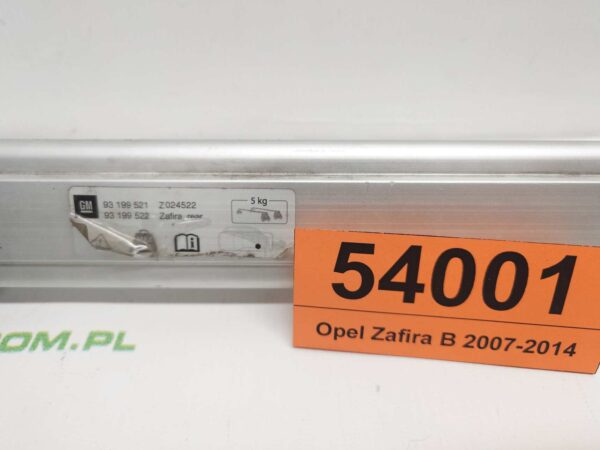 GM 93 199 521 Z 024522
93 199 522 Zafira
5 kg
54001
Opel Zafira B 2007-2014
OM.PL